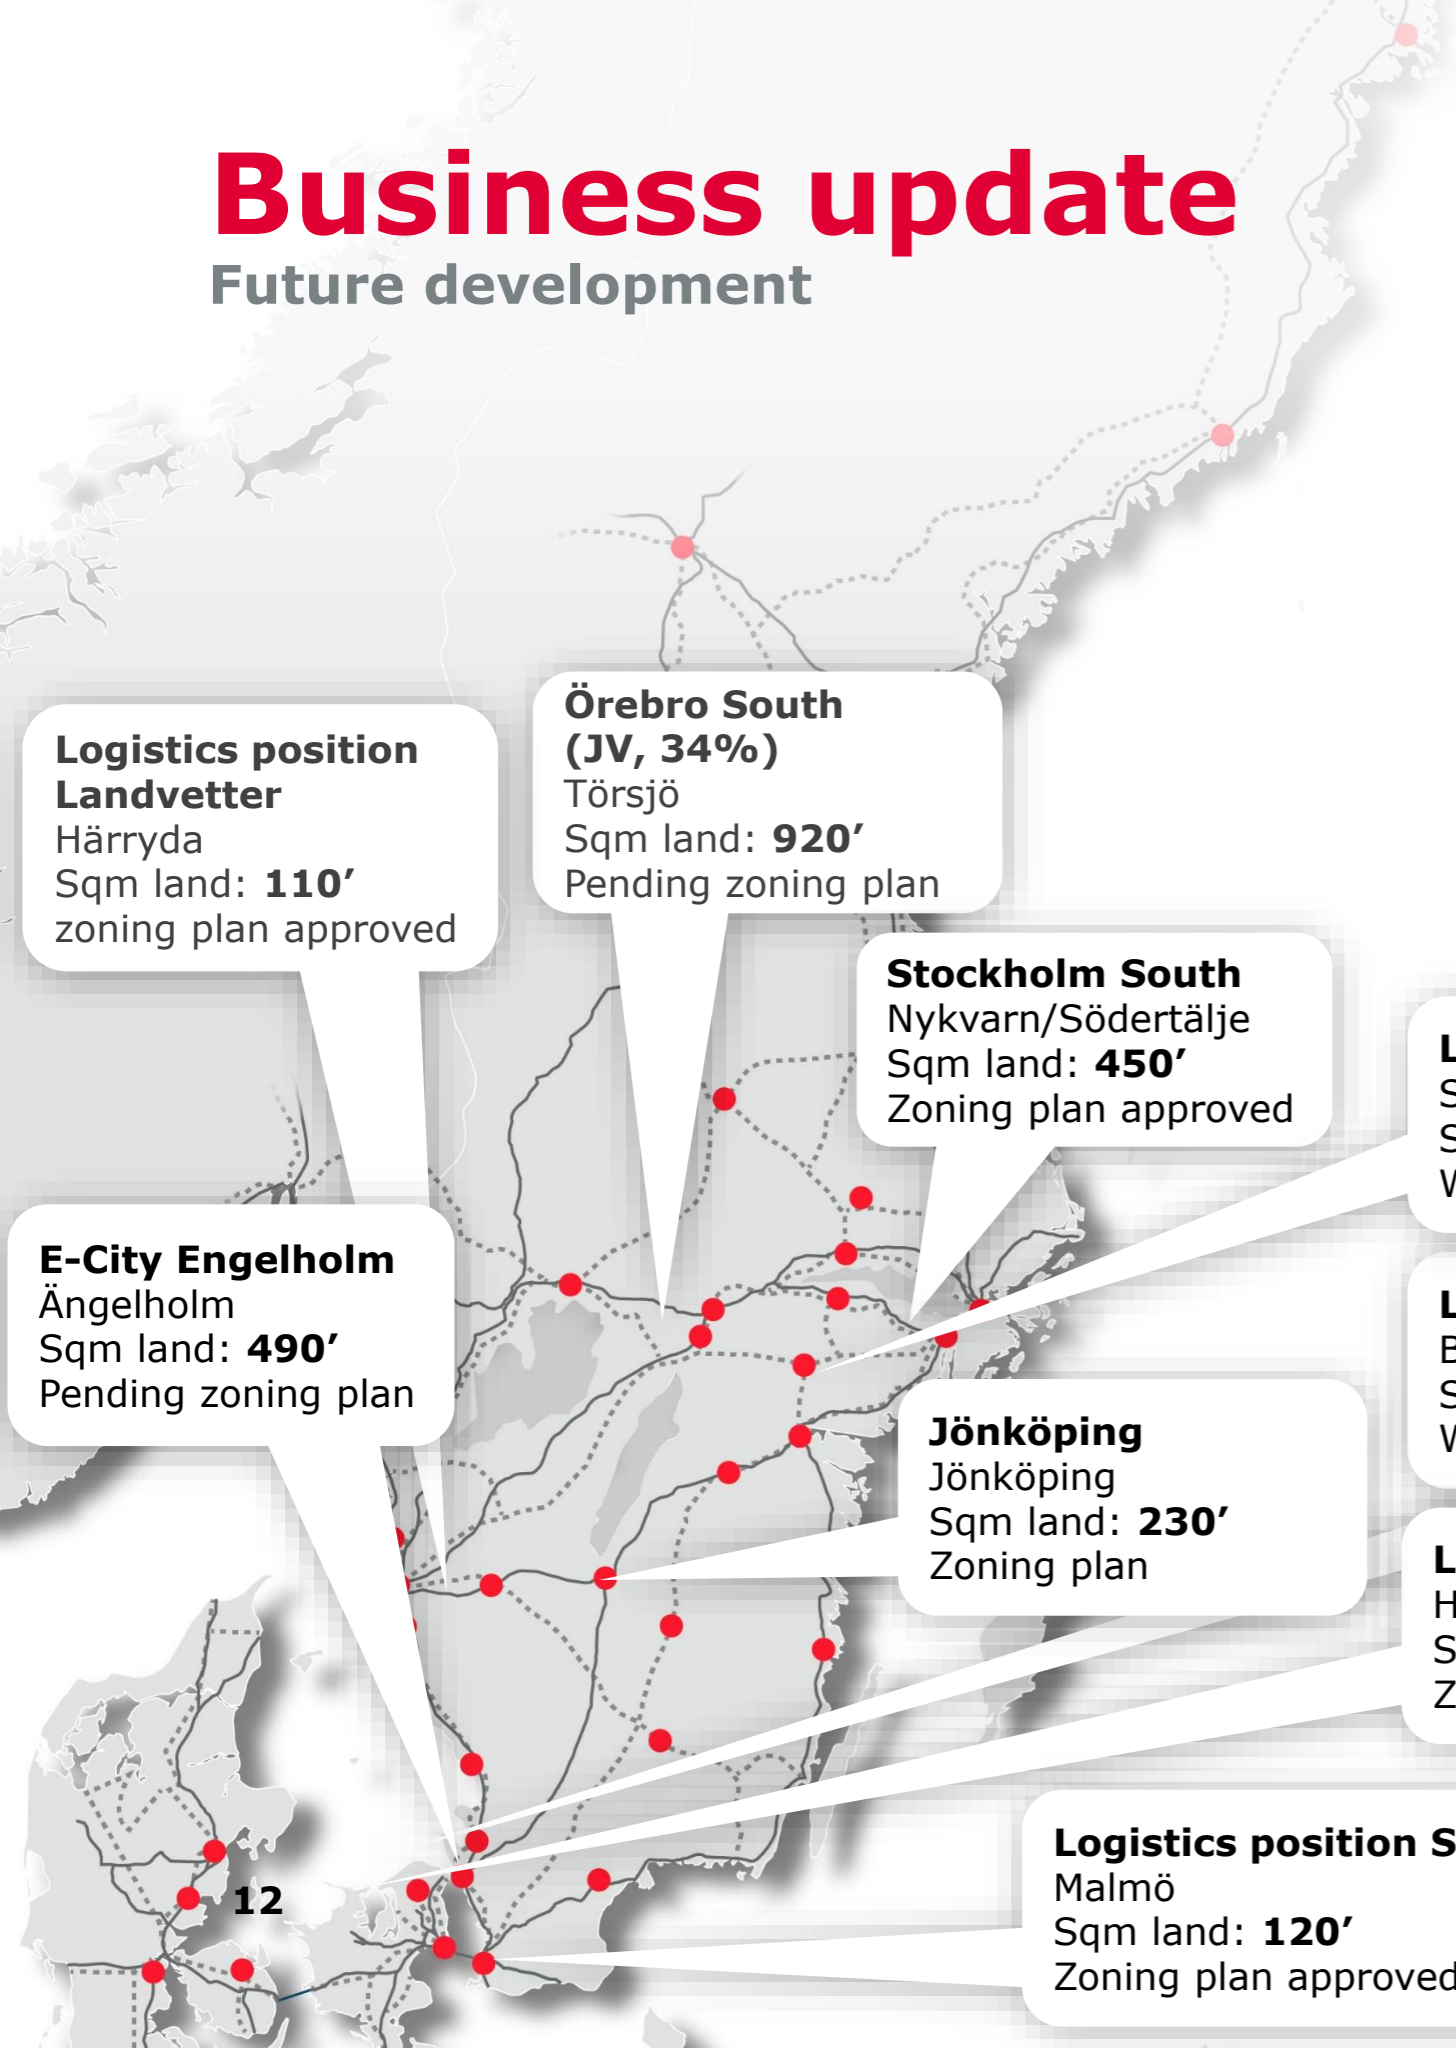 Business update
Future development
Örebro South
(JV, 34%)
Törsjö
Sqm land: 920’
Pending zoning plan
Logistics position
Landvetter
Härryda
Sqm land: 110’
zoning plan approved
Stockholm South
Nykvarn/Södertälje
Sqm land: 450’
Zoning plan approved
E-City Engelholm
Ängelholm
Sqm land: 490’
Pending zoning plan
Jönköping
Jönköping
Sqm land: 230’
Zoning plan
Logistics position
Malmö
Sqm land: 120’
Zoning plan approved
12